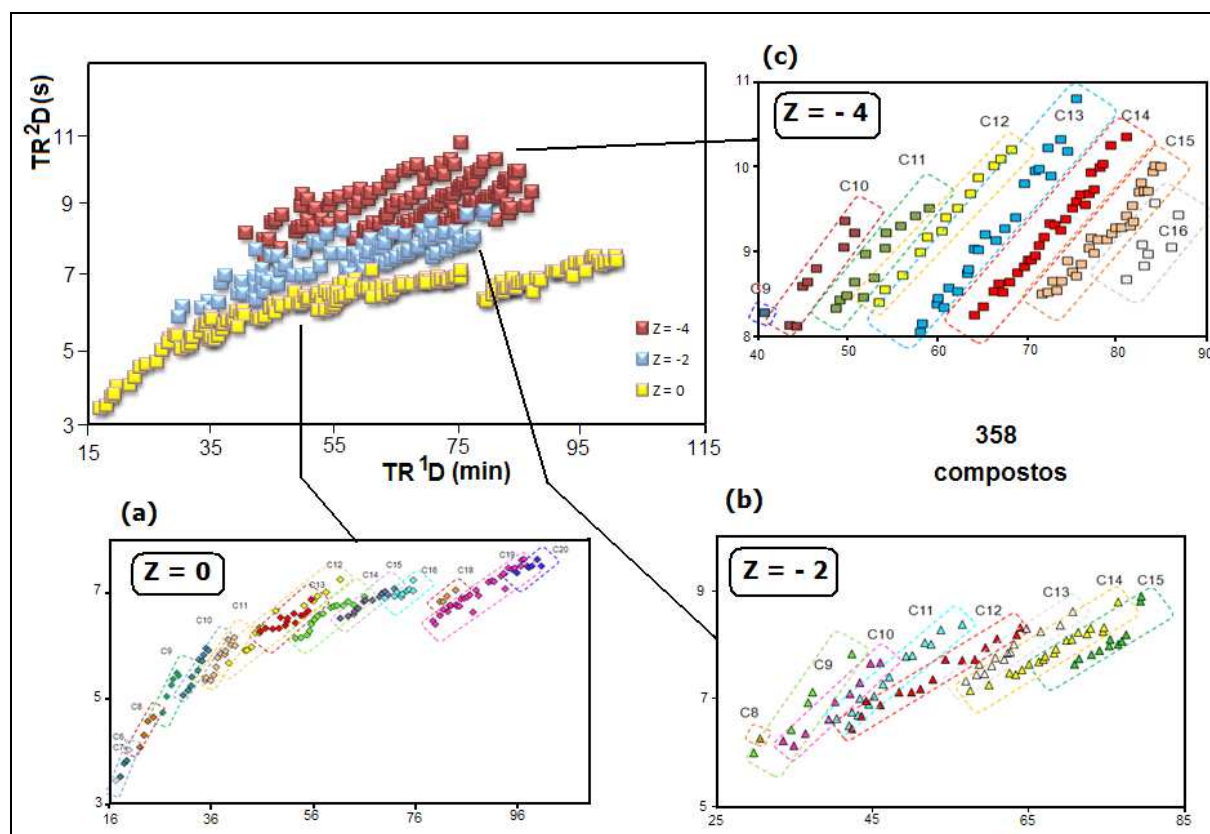 TR²D(s)
11
9
7
5
3
15
35
55
75
95
115
TR ¹D (min)
Z = -4
Z = -2
Z = 0
(c)
Z = - 4
11
10
9
8
40
50
60
70
80
90
C9
C10
C11
C12
C13
C14
C15
C16
358
compostos
(a)
Z = 0
7
5
3
16
36
56
76
96
C6
C7
C8
C9
C10
C11
C12
C13
C14
C15
C16
C18
C19
C20
(b)
Z = - 2
9
7
5
25
45
65
85
C8
C9
C10
C11
C12
C13
C14
C15